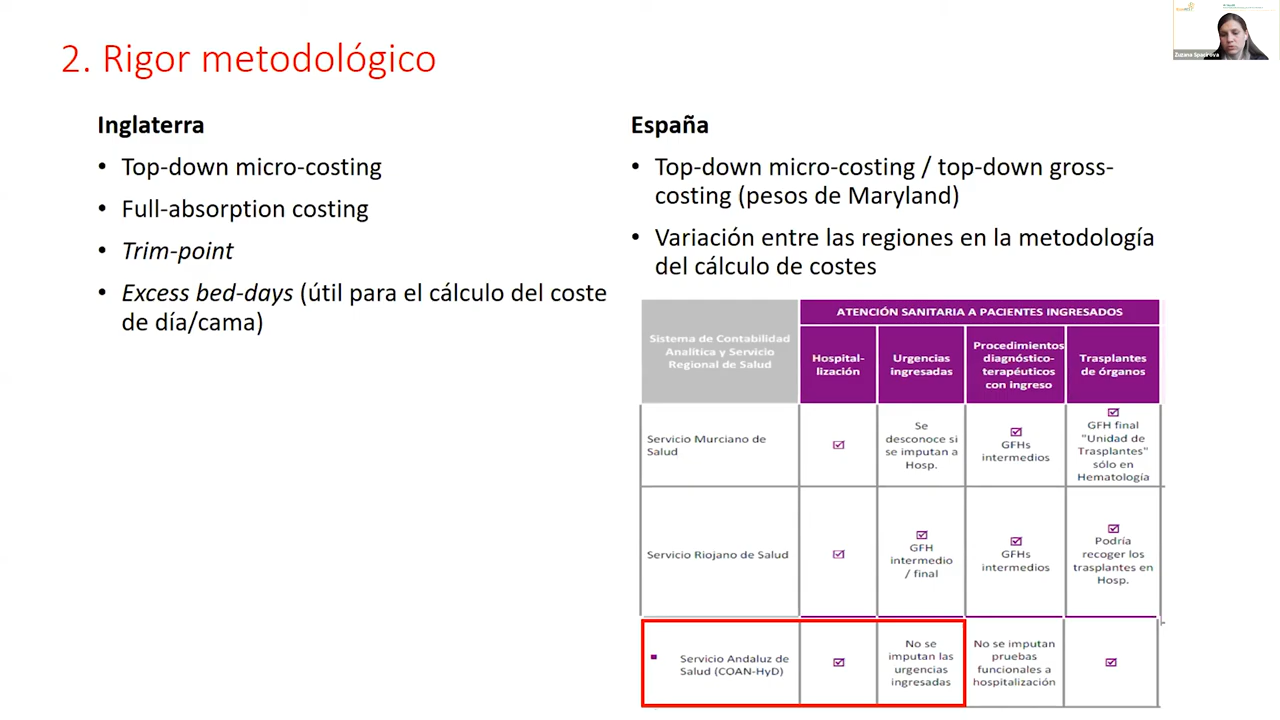 2. Rigor metodológico
Inglaterra
• Top-down micro-costing
• Full-absorption costing
• Trim-point
• Excess bed-days (útil para el cálculo del coste
de día/cama)
España
• Top-down micro-costing / top-down gross-
costing (pesos de Maryland)
• Variación entre las regiones en la metodología
del cálculo de costes
Sistema de Contabilidad
Analítica y Servicio
Regional de Salud
ATENCIÓN SANITARIA A PACIENTES INGRESADOS
Hospital-
lización
Urgencias
ingresadas
Procedimientos
diagnóstico-
terapéuticos
con ingreso
Trasplantes
de órganos
Servicio Murciano de
Salud
☑
Se
desconoce si
se imputan a
Hosp.
☑
GFHs
intermedios
☑
GFH final
"Unidad de
Trasplantes"
sólo en
Hematología
Servicio Riojano de Salud
☑
☑
GFH
intermedio
/ final
☑
GFHs
intermedios
☑
Podría
recoger los
trasplantes en
Hosp.
Servicio Andaluz de
Salud (COAN-HyD)
☑
No se
imputan las
urgencias
ingresadas
No se imputan
pruebas
funcionales a
hospitalización
☑